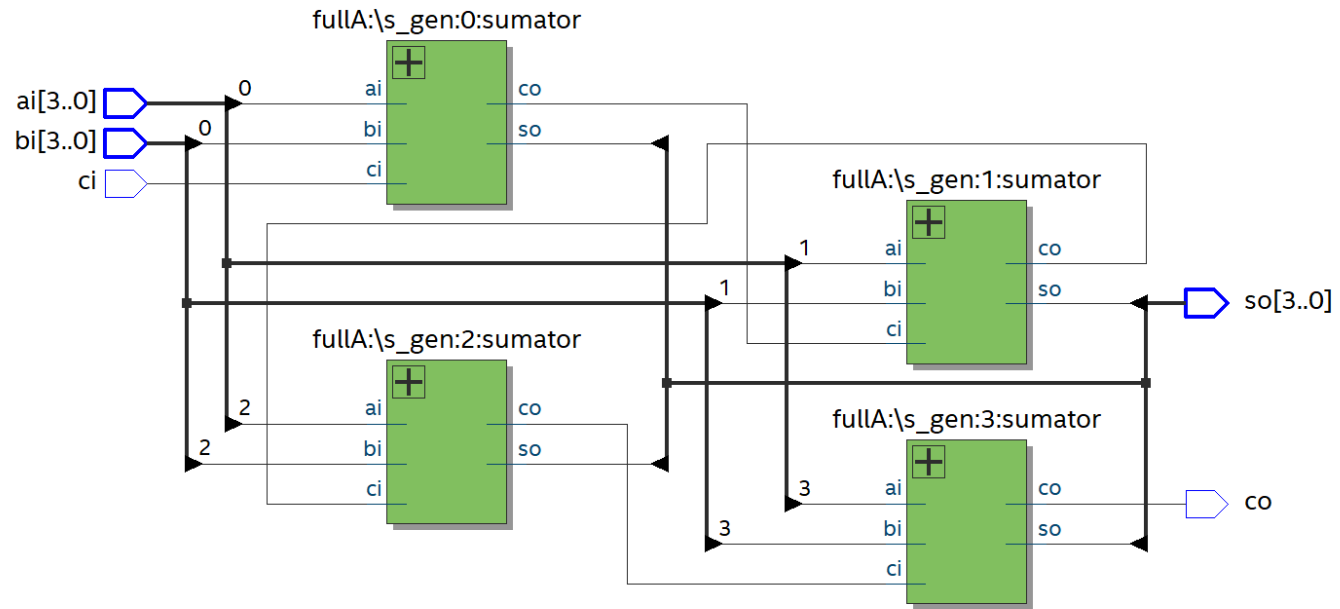 fullA:\s_gen:0:sumator
ai[3..0]
0
ai
co
bi[3..0]
0
bi
so
ci
ci
fullA:\s_gen:1:sumator
1
ai
co
1
bi
so
so[3..0]
ci
fullA:\s_gen:2:sumator
2
ai
co
2
bi
so
ci
fullA:\s_gen:3:sumator
3
ai
co
co
3
bi
so
ci